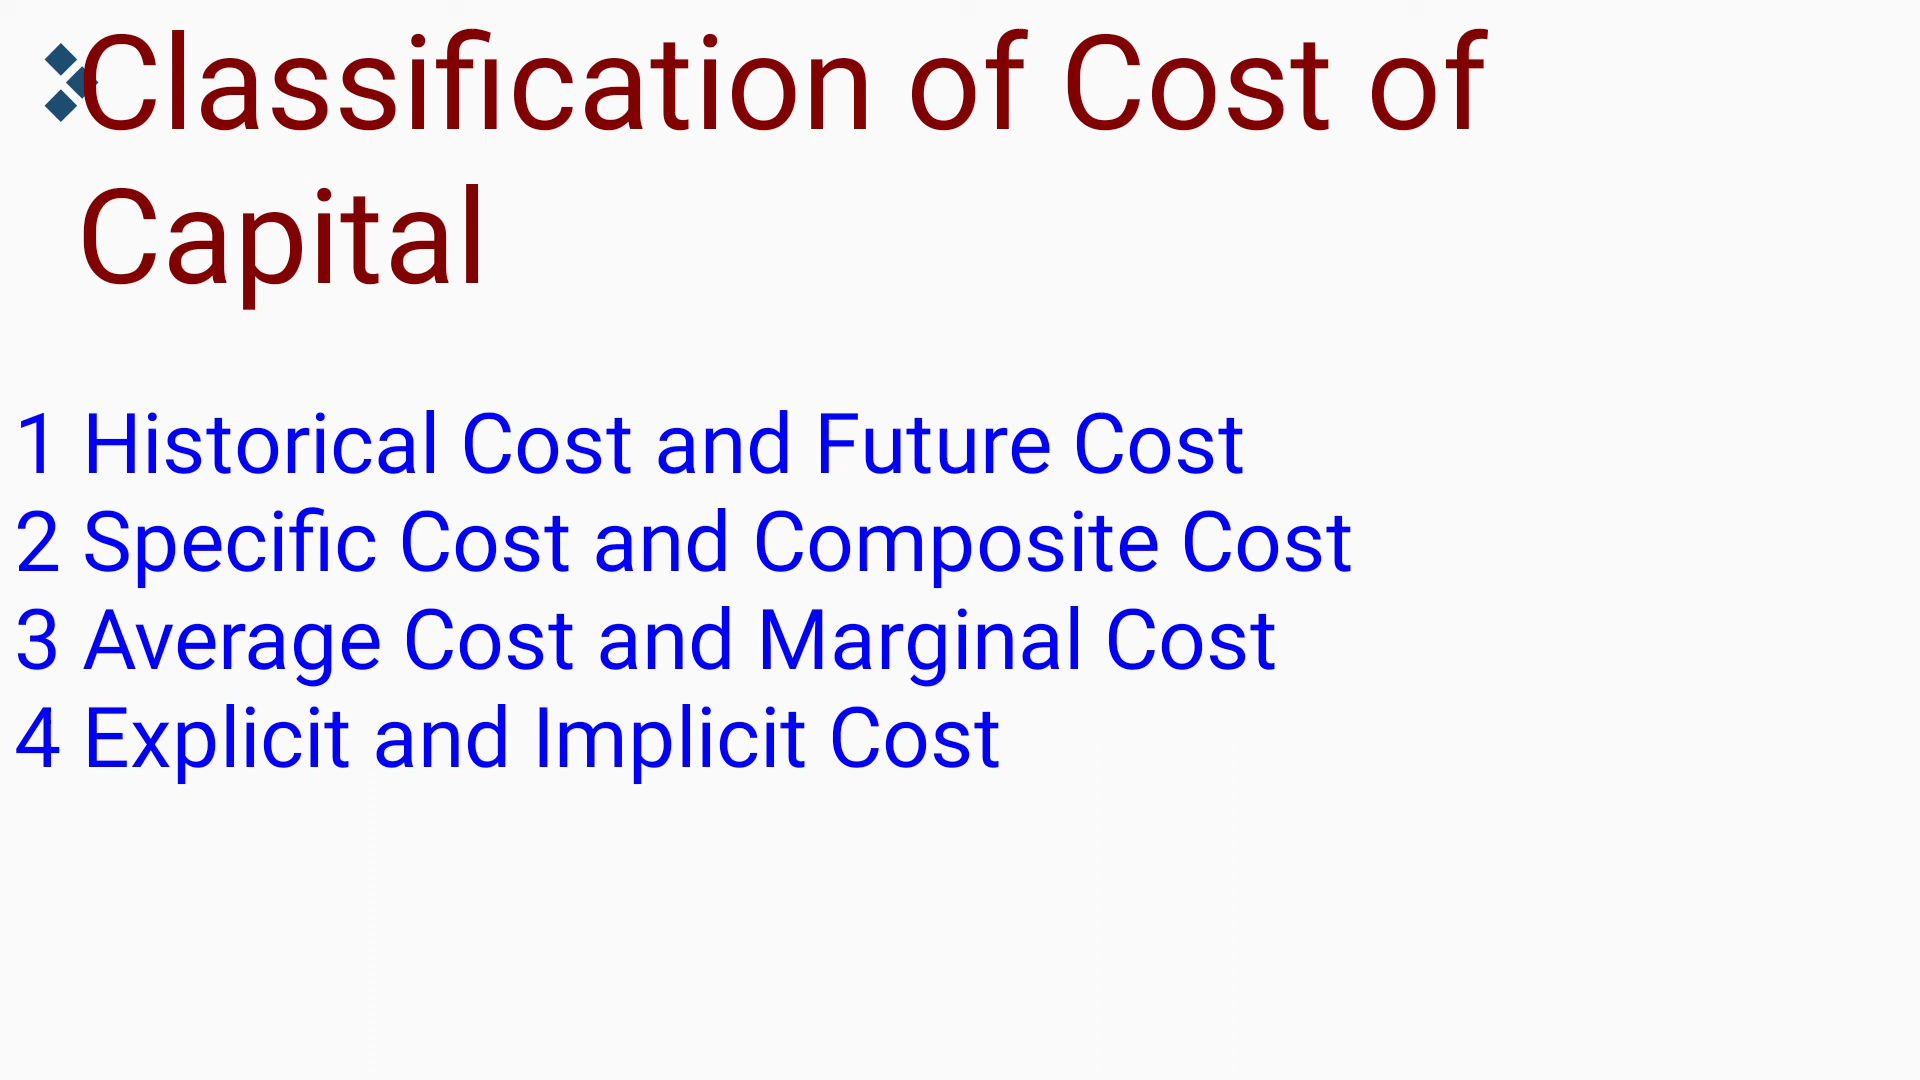 Classification of Cost of
Capital
1 Historical Cost and Future Cost
2 Specific Cost and Composite Cost
3 Average Cost and Marginal Cost
4 Explicit and Implicit Cost